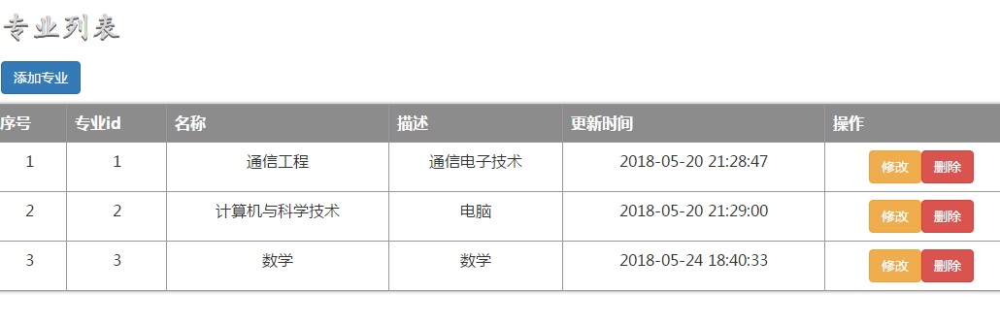 专业列表
添加专业
序号 专业id 名称 描述 更新时间 操作
1 1 通信工程 通信电子技术 2018-05-20 21:28:47 修改 删除
2 2 计算机与科学技术 电脑 2018-05-20 21:29:00 修改 删除
3 3 数学 数学 2018-05-24 18:40:33 修改 删除